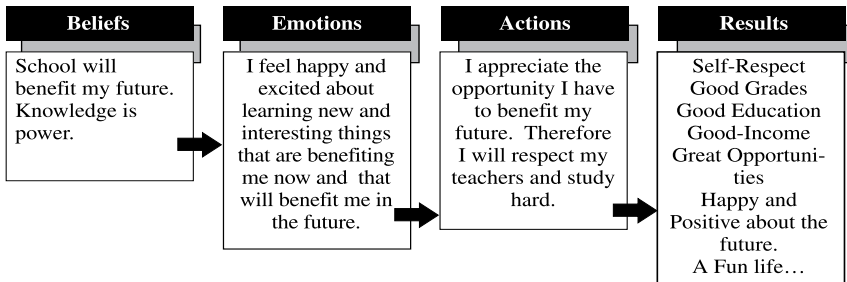 Beliefs
School will
benefit my future.
Knowledge is
power.
Emotions
I feel happy and
excited about
learning new and
interesting things
that are benefiting
me now and that
will benefit me in
the future.
Actions
I appreciate the
opportunity I have
to benefit my
future. Therefore
I will respect my
teachers and study
hard.
Results
Self-Respect
Good Grades
Good Education
Good-Income
Great Opportuni-
ties
Happy and
Positive about the
future.
A Fun life…